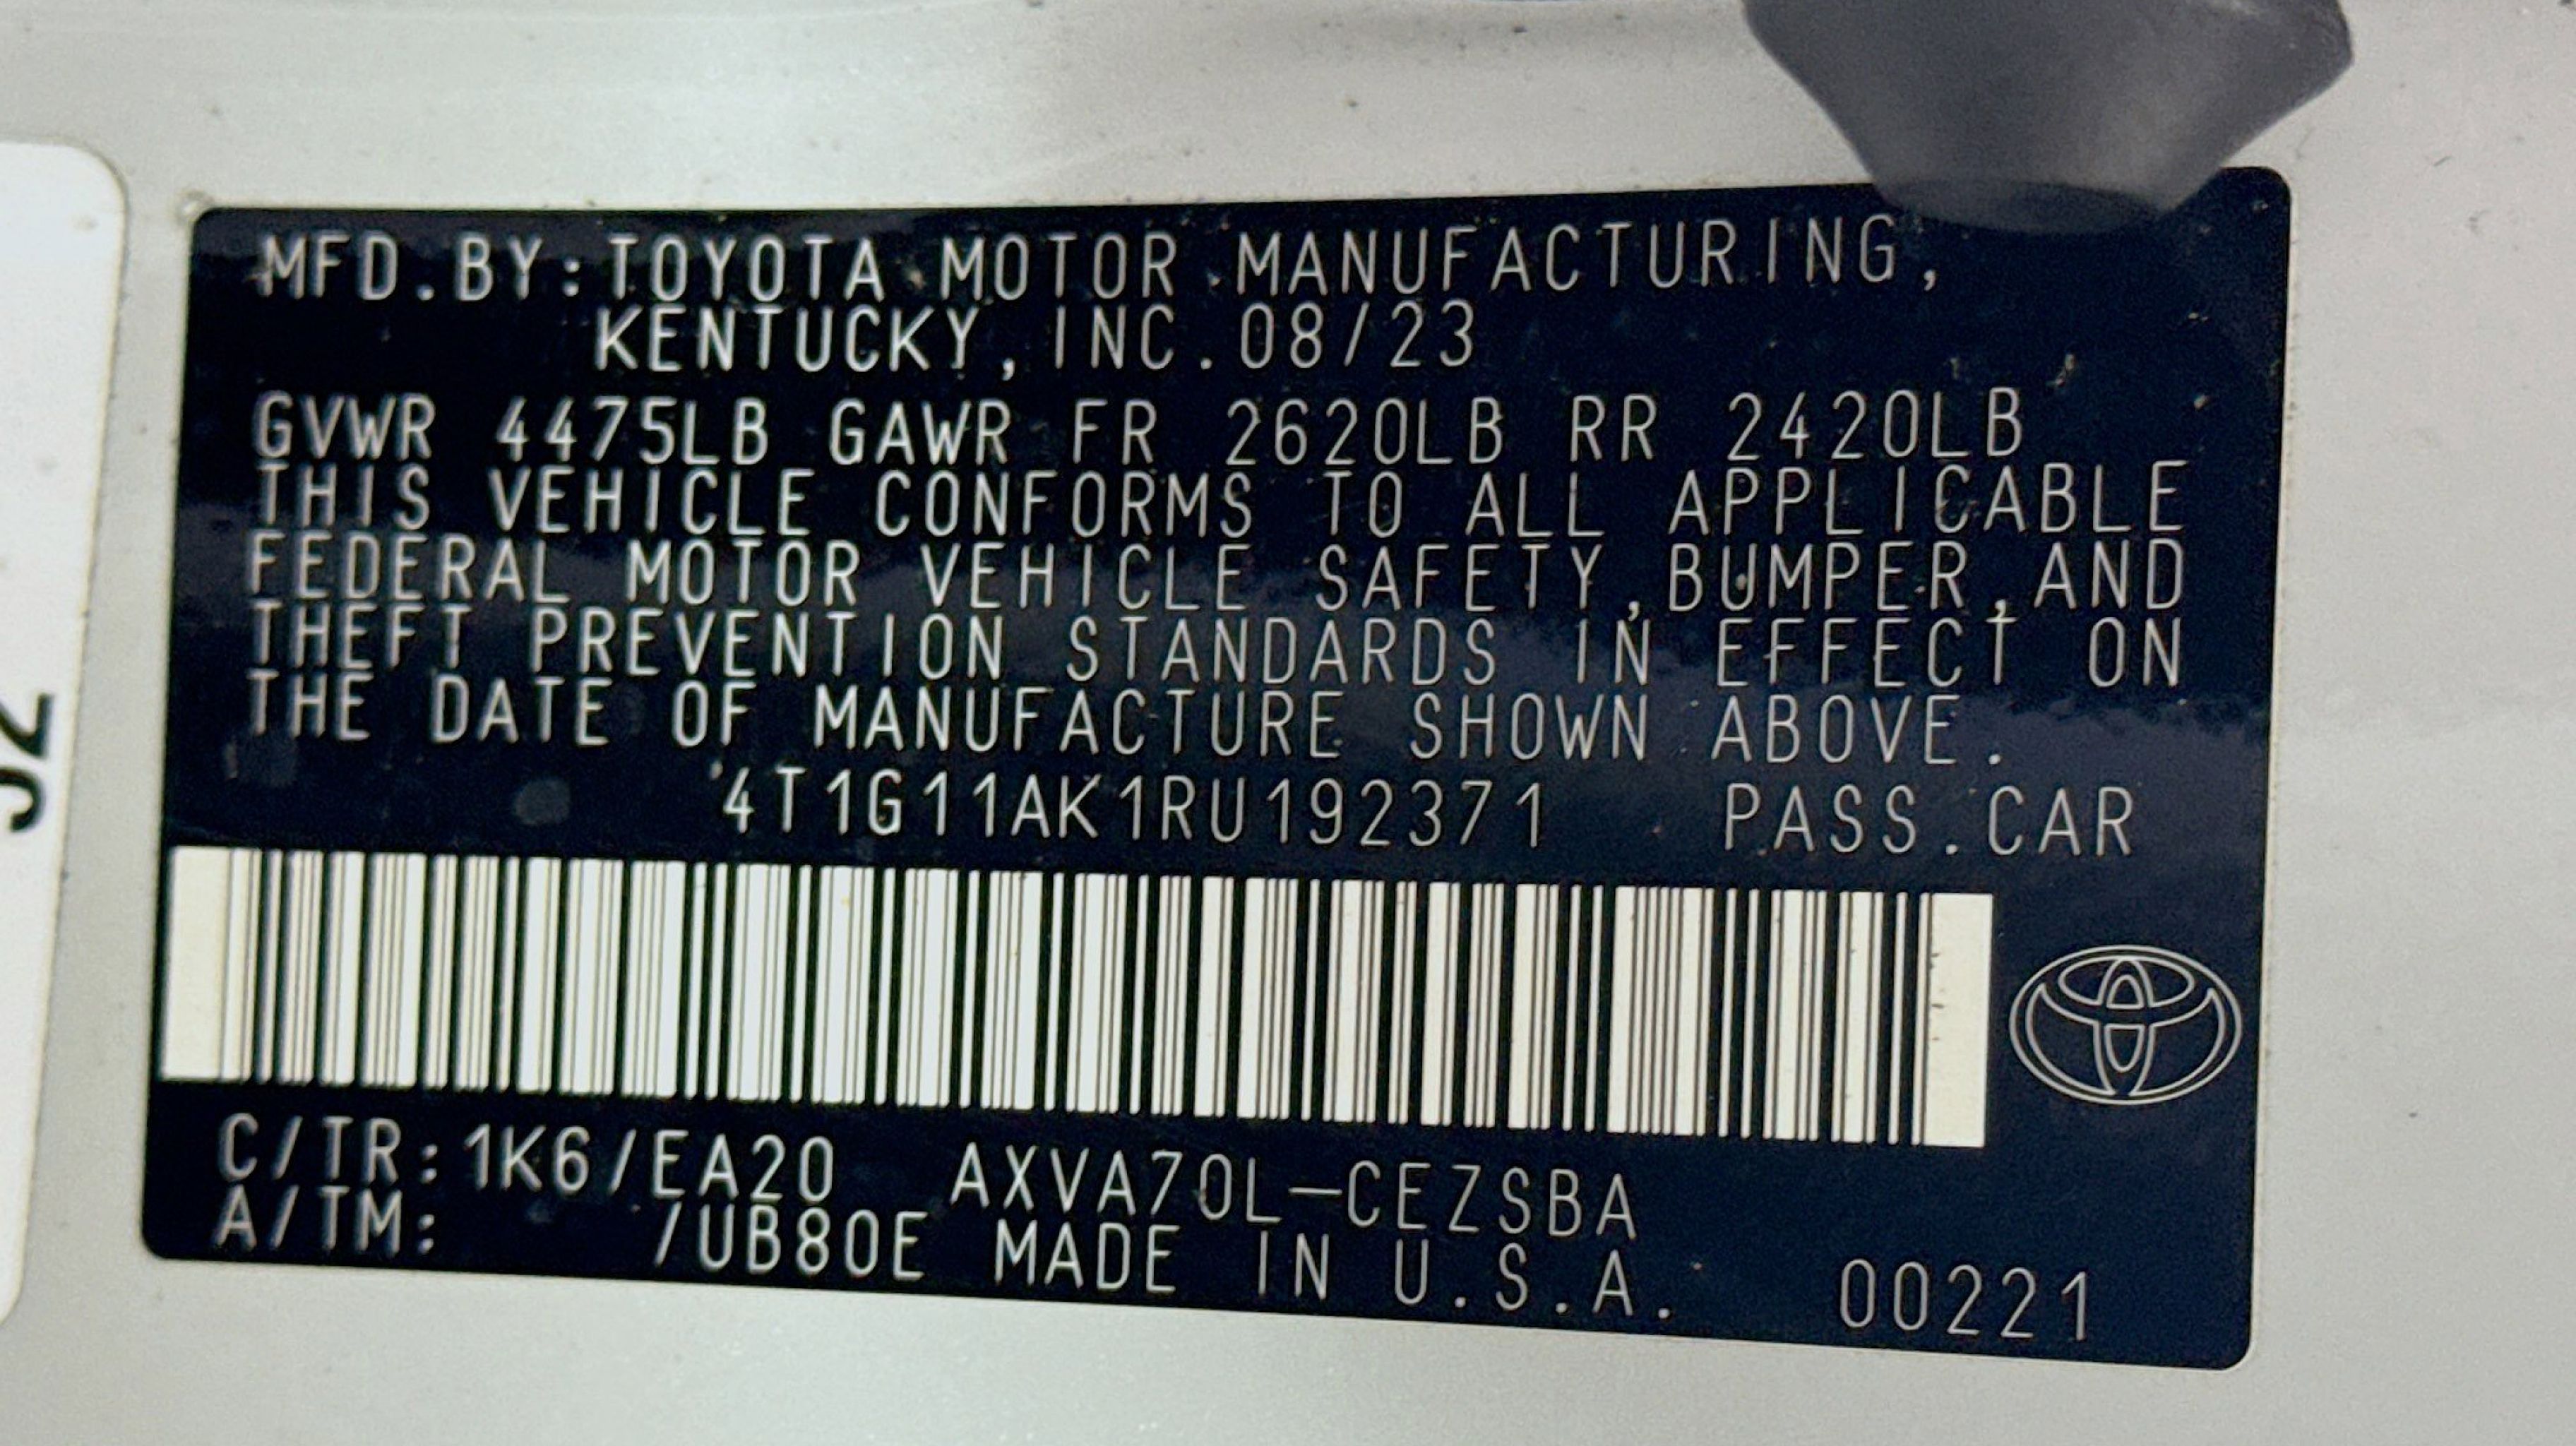 MFD.BY:TOYOTA MOTOR MANUFACTURING,
KENTUCKY,INC.08/23
GVWR 4475LB GAWR FR 2620LB RR 2420LB
THIS VEHICLE CONFORMS TO ALL APPLICABLE
FEDERAL MOTOR VEHICLE SAFETY,BUMPER,AND
THEFT PREVENTION STANDARDS IN EFFECT ON
THE DATE OF MANUFACTURE SHOWN ABOVE.
4T1G11AK1RU192371 PASS.CAR
C/TR:1K6/EA20 AXVA70L-CEZSBA
A/TM: /UB80E MADE IN U.S.A. 00221